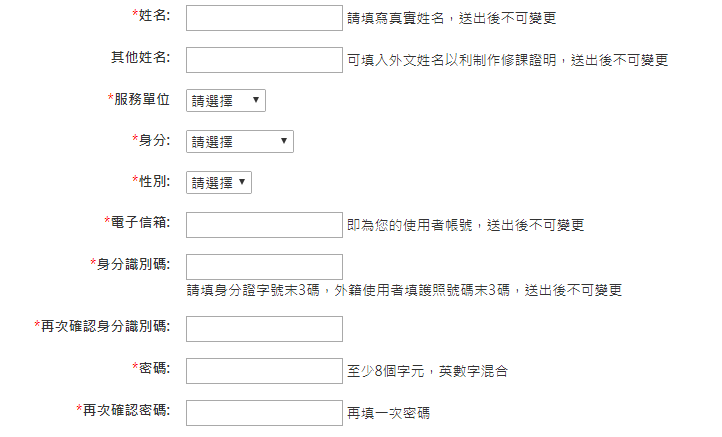 *姓名: 請填寫真實姓名，送出後不可變更
其他姓名: 可填入外文姓名以利制作修課證明，送出後不可變更
*服務單位 請選擇
*身分: 請選擇
*性別: 請選擇
*電子信箱: 即為您的使用者帳號，送出後不可變更
*身分識別碼:
請填身分證字號末3碼，外籍使用者填護照號碼末3碼，送出後不可變更
*再次確認身分識別碼:
*密碼: 至少8個字元，英數字混合
*再次確認密碼: 再填一次密碼